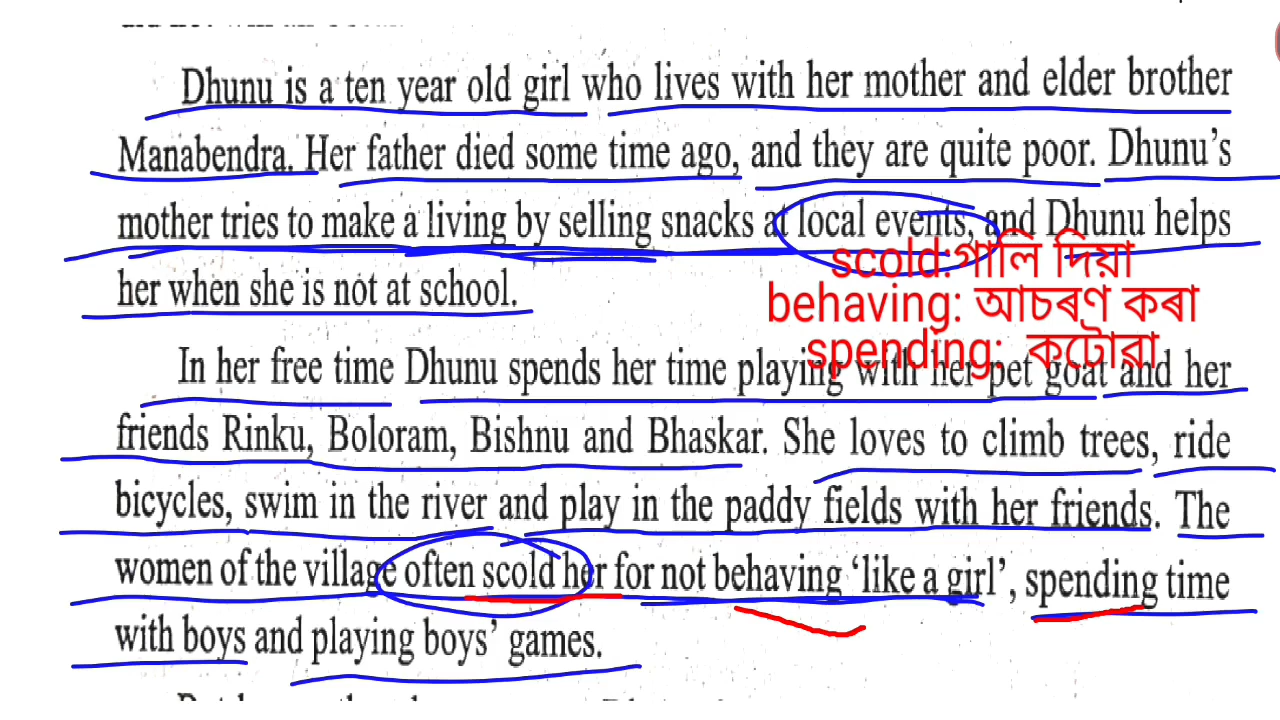 Dhunu is a ten year old girl who lives with her mother and elder brother
Manabendra. Her father died some time ago, and they are quite poor. Dhunu's
mother tries to make a living by selling snacks at local events, and Dhunu helps
scold:গালি দিয়া
her when she is not at school.
behaving: আচৰণ কৰা
spending: কটোৱা
In her free time Dhunu spends her time playing with her pet goat and her
friends Rinku, Boloram, Bishnu and Bhaskar. She loves to climb trees, ride
bicycles, swim in the river and play in the paddy fields with her friends. The
women of the village often scold her for not behaving 'like a girl', spending time
with boys and playing boys' games.